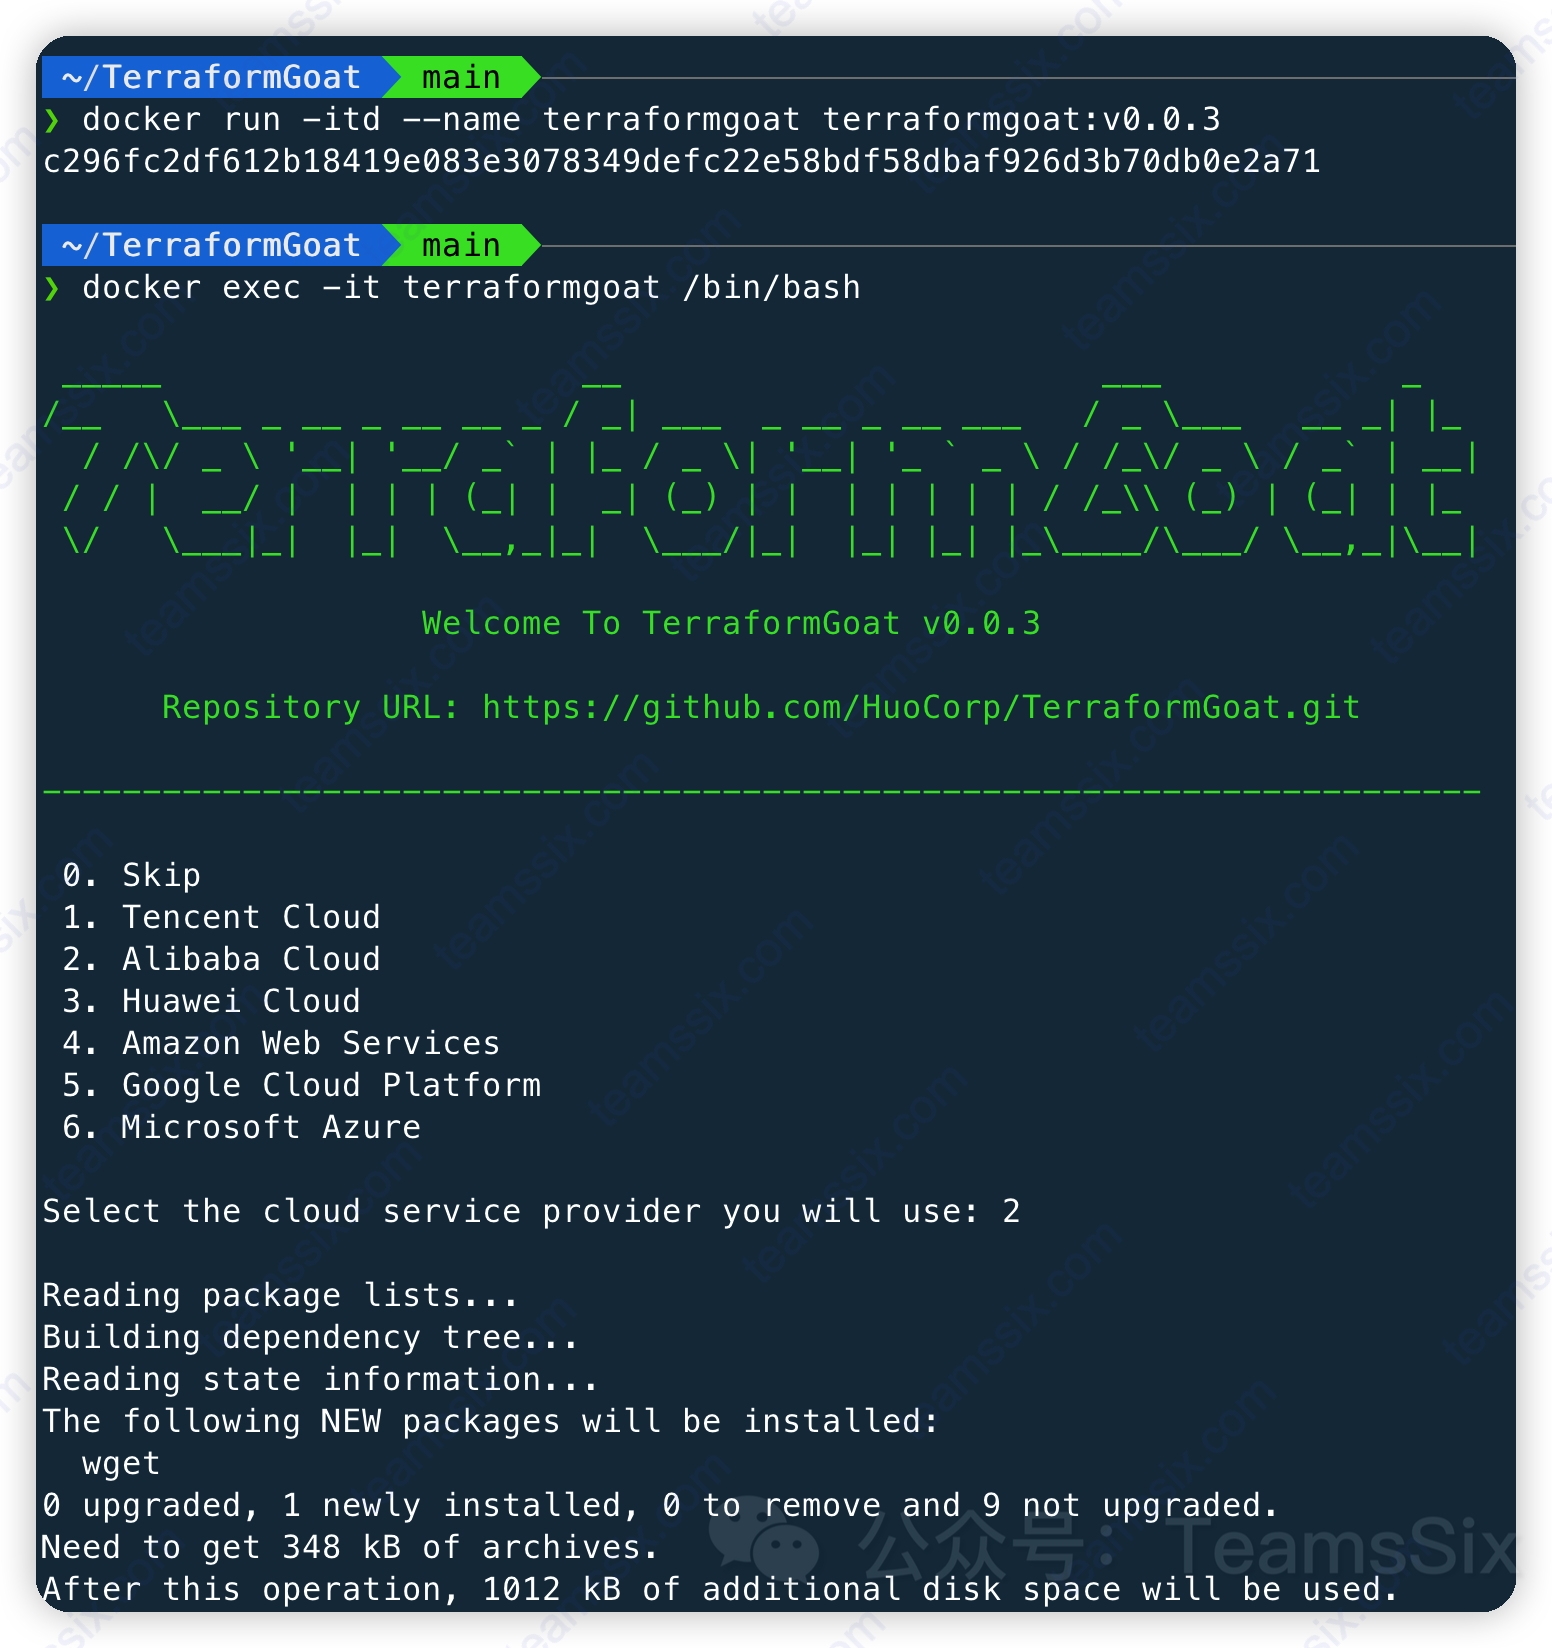 ~/TerraformGoat main
❯ docker run -itd --name terraformgoat terraformgoat:v0.0.3
c296fc2df612b18419e083e3078349defc22e58bdf58dbaf926d3b70db0e2a71
~/TerraformGoat main
❯ docker exec -it terraformgoat /bin/bash
TerraformGoat
Welcome To TerraformGoat v0.0.3
Repository URL: https://github.com/HuoCorp/TerraformGoat.git
------------------------------------------------------------------------
0. Skip
1. Tencent Cloud
2. Alibaba Cloud
3. Huawei Cloud
4. Amazon Web Services
5. Google Cloud Platform
6. Microsoft Azure
Select the cloud service provider you will use: 2
Reading package lists...
Building dependency tree...
Reading state information...
The following NEW packages will be installed:
wget
0 upgraded, 1 newly installed, 0 to remove and 9 not upgraded.
Need to get 348 kB of archives.
After this operation, 1012 kB of additional disk space will be used.
公众号: TeamsSix
teamssix.com